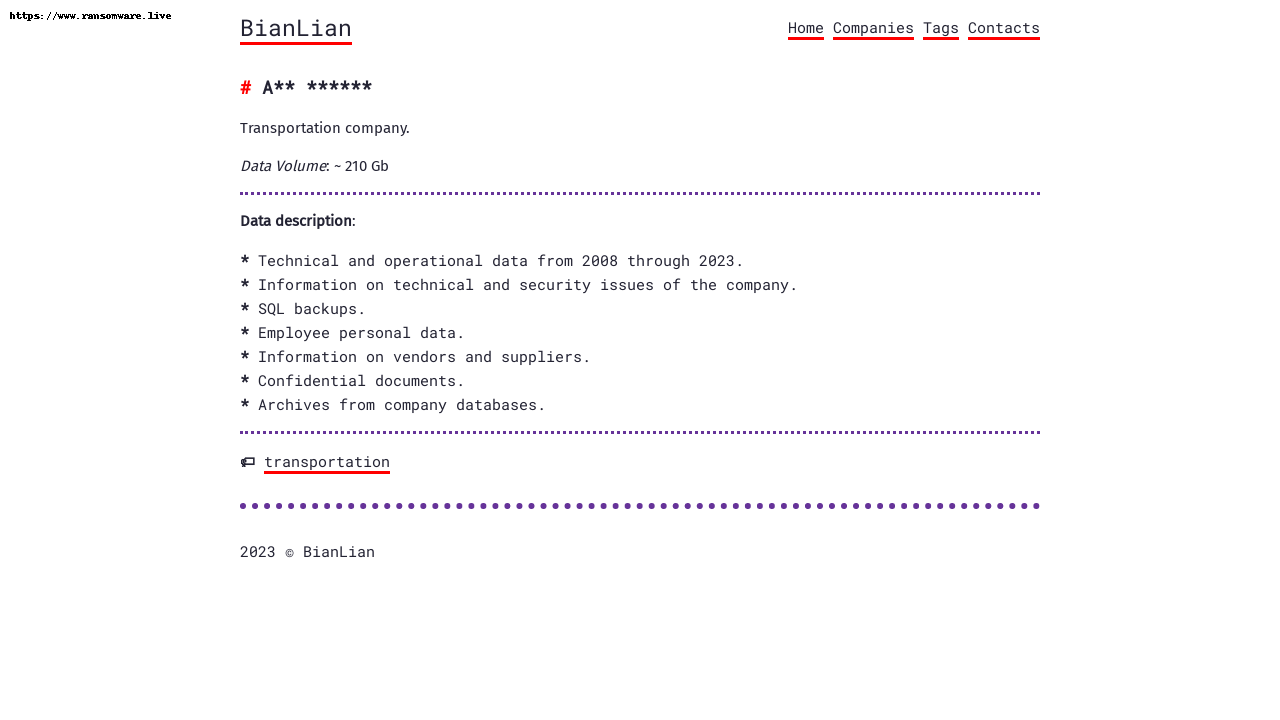 https://www.ransomware.live
BianLian
Home Companies Tags Contacts
# A** ******
Transportation company.
Data Volume: ~ 210 Gb
Data description:
* Technical and operational data from 2008 through 2023.
* Information on technical and security issues of the company.
* SQL backups.
* Employee personal data.
* Information on vendors and suppliers.
* Confidential documents.
* Archives from company databases.
transportation
2023 © BianLian